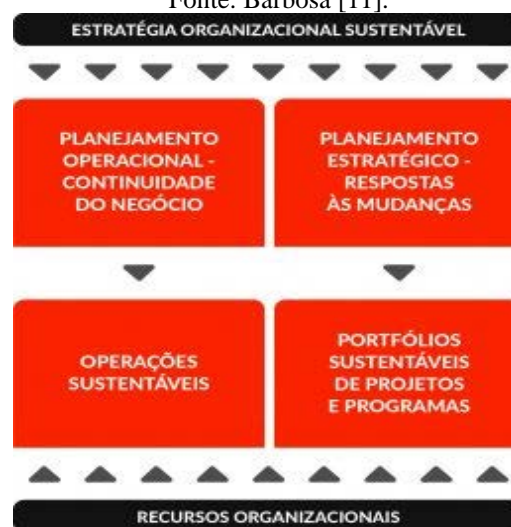 Fonte: Barbosa [11].
ESTRATÉGIA ORGANIZACIONAL SUSTENTÁVEL
PLANEJAMENTO
OPERACIONAL -
CONTINUIDADE
DO NEGÓCIO
PLANEJAMENTO
ESTRATÉGICO -
RESPOSTAS
ÀS MUDANÇAS
OPERAÇÕES
SUSTENTÁVEIS
PORTFÓLIOS
SUSTENTÁVEIS
DE PROJETOS
E PROGRAMAS
RECURSOS ORGANIZACIONAIS